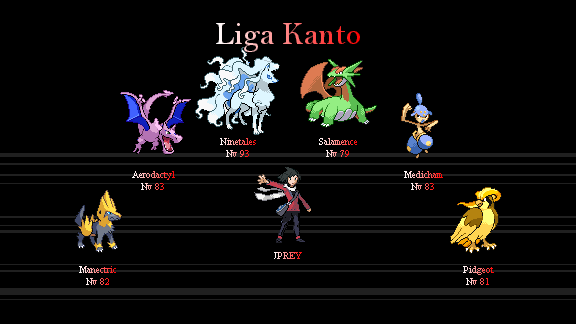 Liga Kanto
Ninetales
Nv 93
Salamence
Nv 79
Aerodactyl
Nv 83
Medicham
Nv 83
JPREY
Manectric
Nv 82
Pidgeot
Nv 81